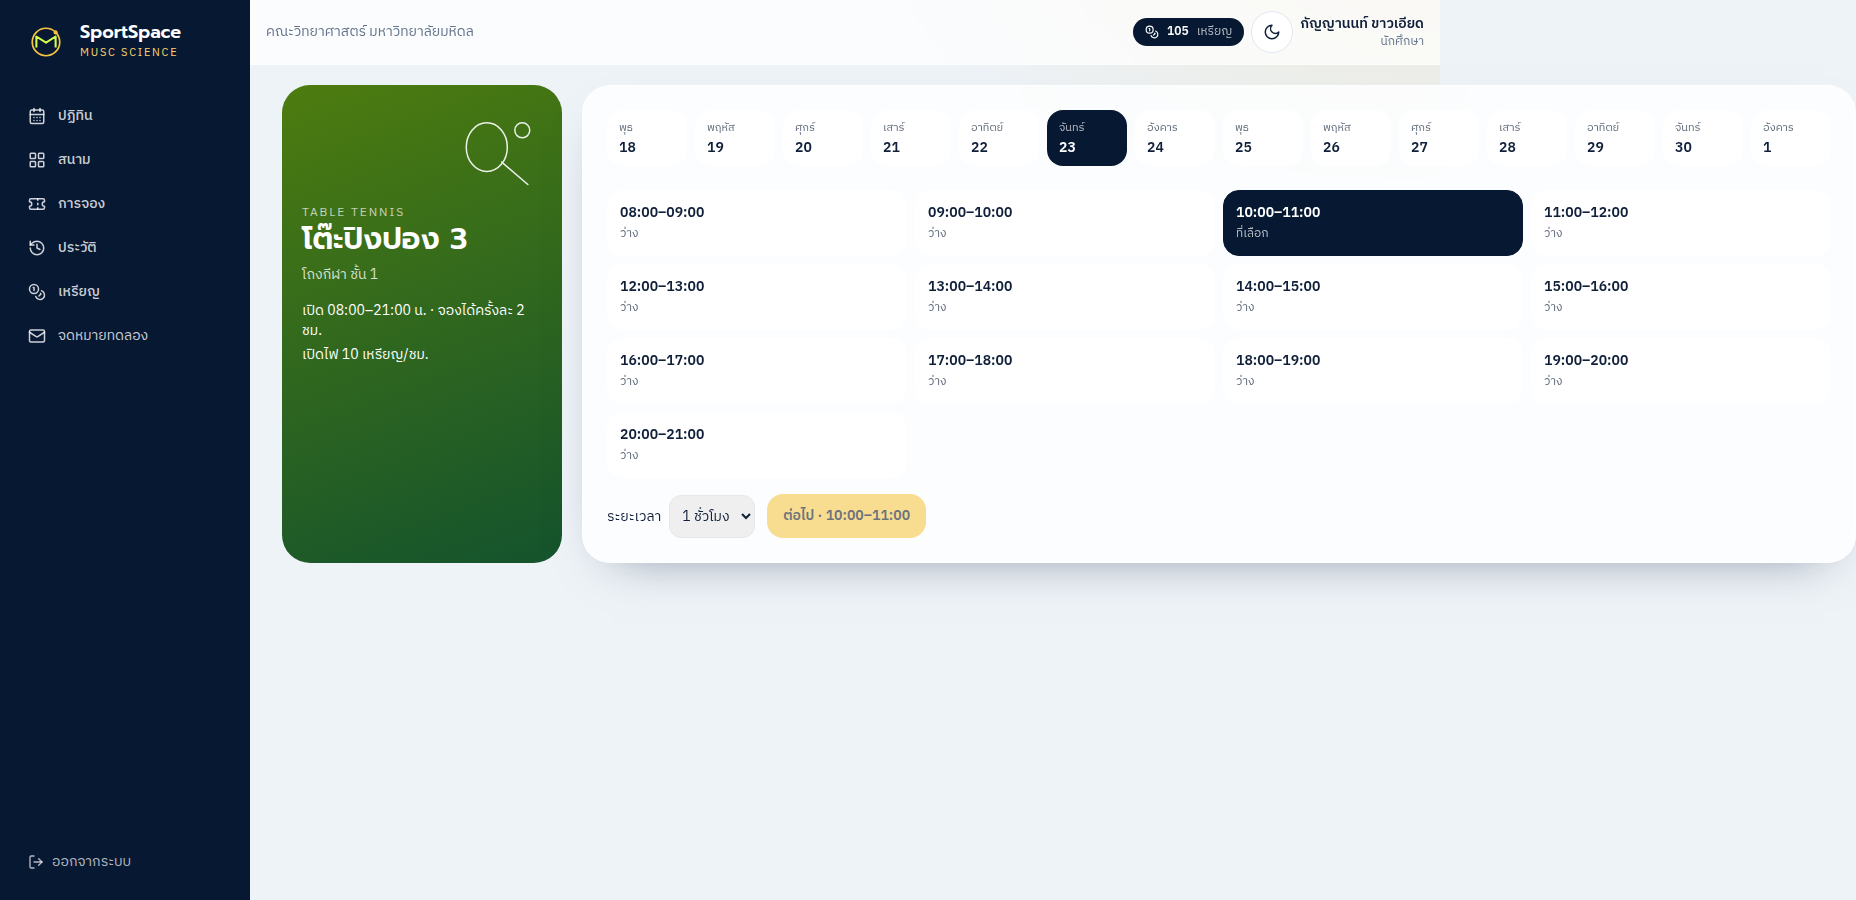 SportSpace
MUSC SCIENCE
ปฏิทิน
สนาม
การจอง
ประวัติ
เหรียญ
จดหมายทดลอง
ออกจากระบบ
คณะวิทยาศาสตร์ มหาวิทยาลัยมหิดล
105 เหรียญ
กัญญานนท์ ขาวเอียด
นักศึกษา
TABLE TENNIS
โต๊ะปิงปอง 3
โถงกีฬา ชั้น 1
เปิด 08:00–21:00 น. · จองได้ครั้งละ 2
ชม.
เปิดไฟ 10 เหรียญ/ชม.
พุธ พฤหัส ศุกร์ เสาร์ อาทิตย์ จันทร์ อังคาร พุธ พฤหัส ศุกร์ เสาร์ อาทิตย์ จันทร์ อังคาร
18 19 20 21 22 23 24 25 26 27 28 29 30 1
08:00–09:00 09:00–10:00 10:00–11:00 11:00–12:00
ว่าง ว่าง ที่เลือก ว่าง
12:00–13:00 13:00–14:00 14:00–15:00 15:00–16:00
ว่าง ว่าง ว่าง ว่าง
16:00–17:00 17:00–18:00 18:00–19:00 19:00–20:00
ว่าง ว่าง ว่าง ว่าง
20:00–21:00
ว่าง
ระยะเวลา 1 ชั่วโมง ต่อไป · 10:00–11:00